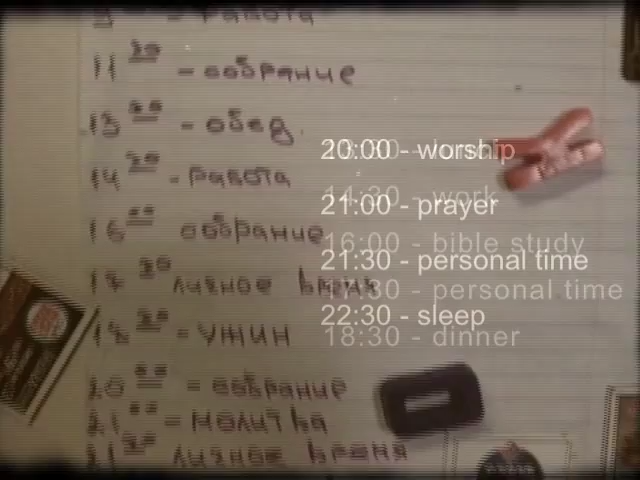 - работа
11 30 - собрание
13 - обед
14 30 - работа
16 00 собрание
17 30 личное время
18 30 - ужин
20 00 - собрание
21 00 - молитва
21 30 личное время
20:00 - worship
14:30 - work
21:00 - prayer
16:00 - bible study
21:30 - personal time
17:30 - personal time
22:30 - sleep
18:30 - dinner